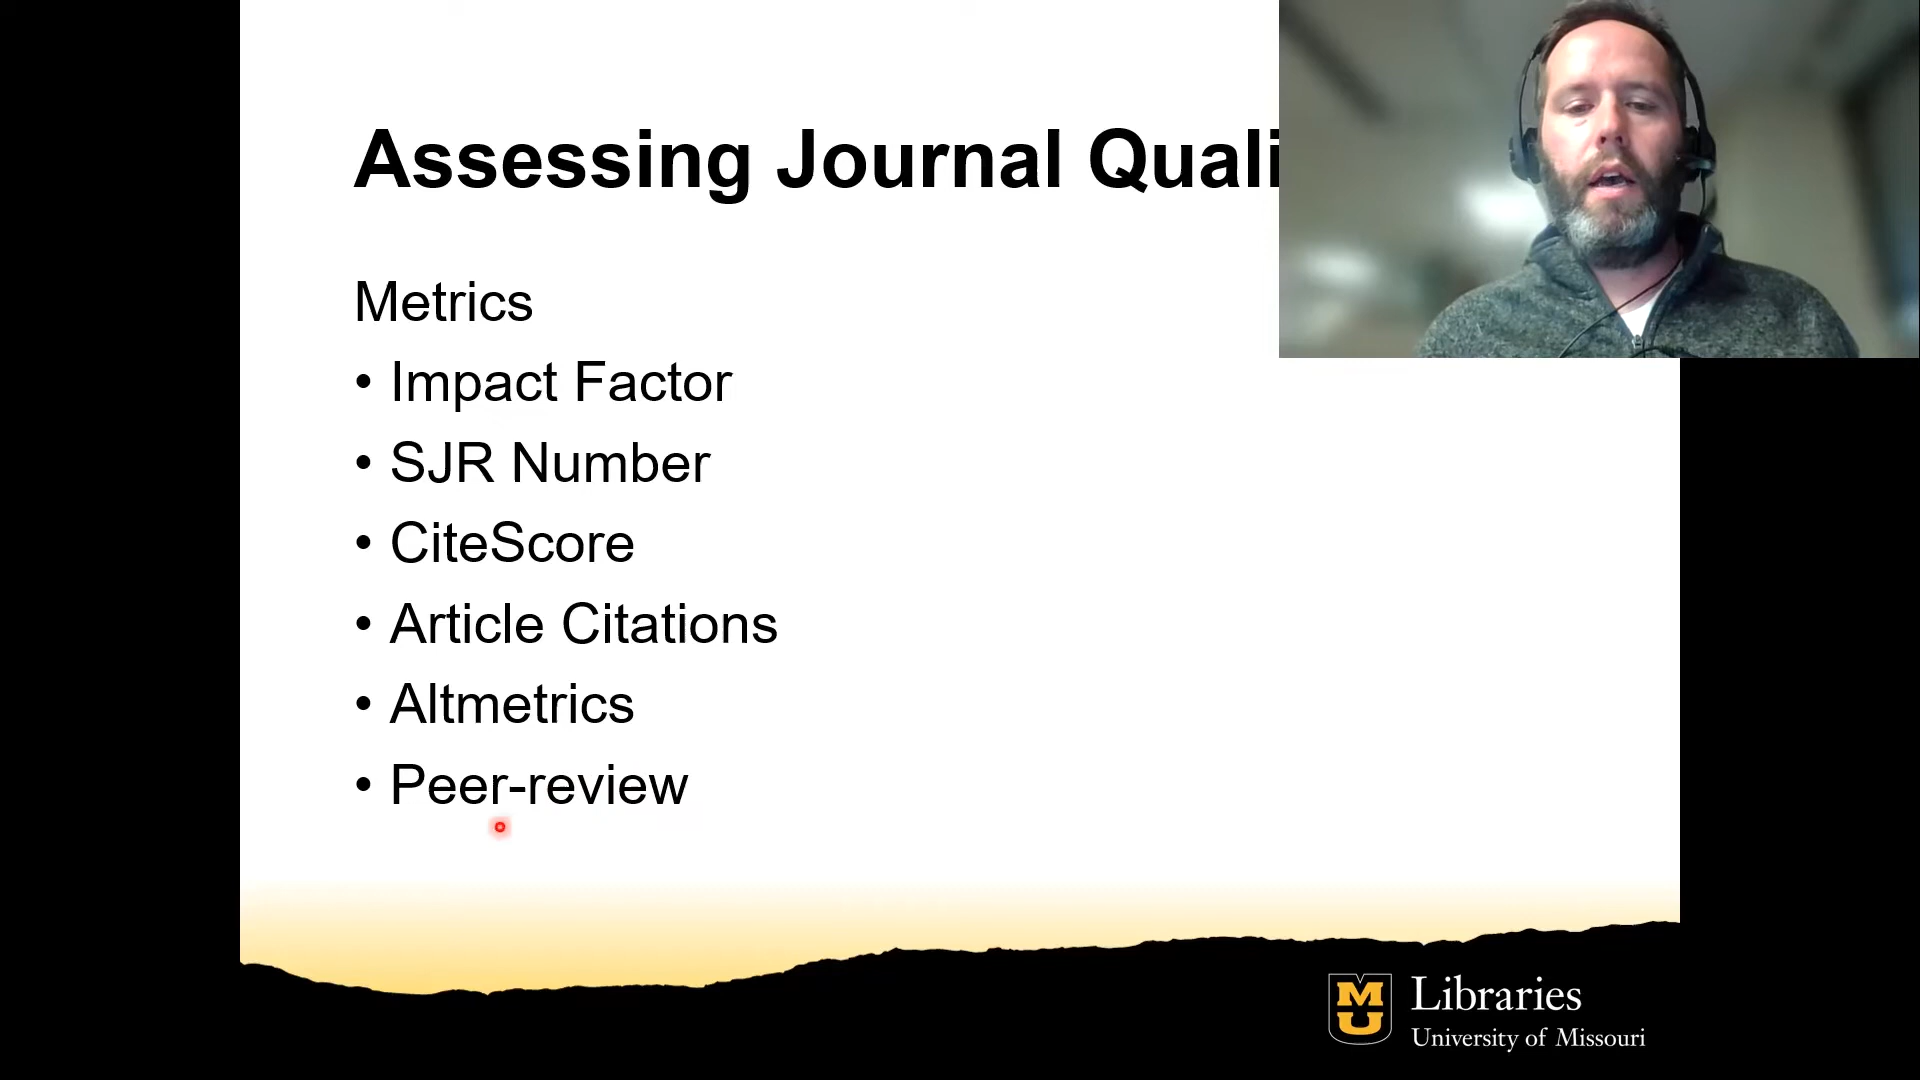 Assessing Journal Quali
Metrics
• Impact Factor
• SJR Number
• CiteScore
• Article Citations
• Altmetrics
• Peer-review
MU
Libraries
University of Missouri